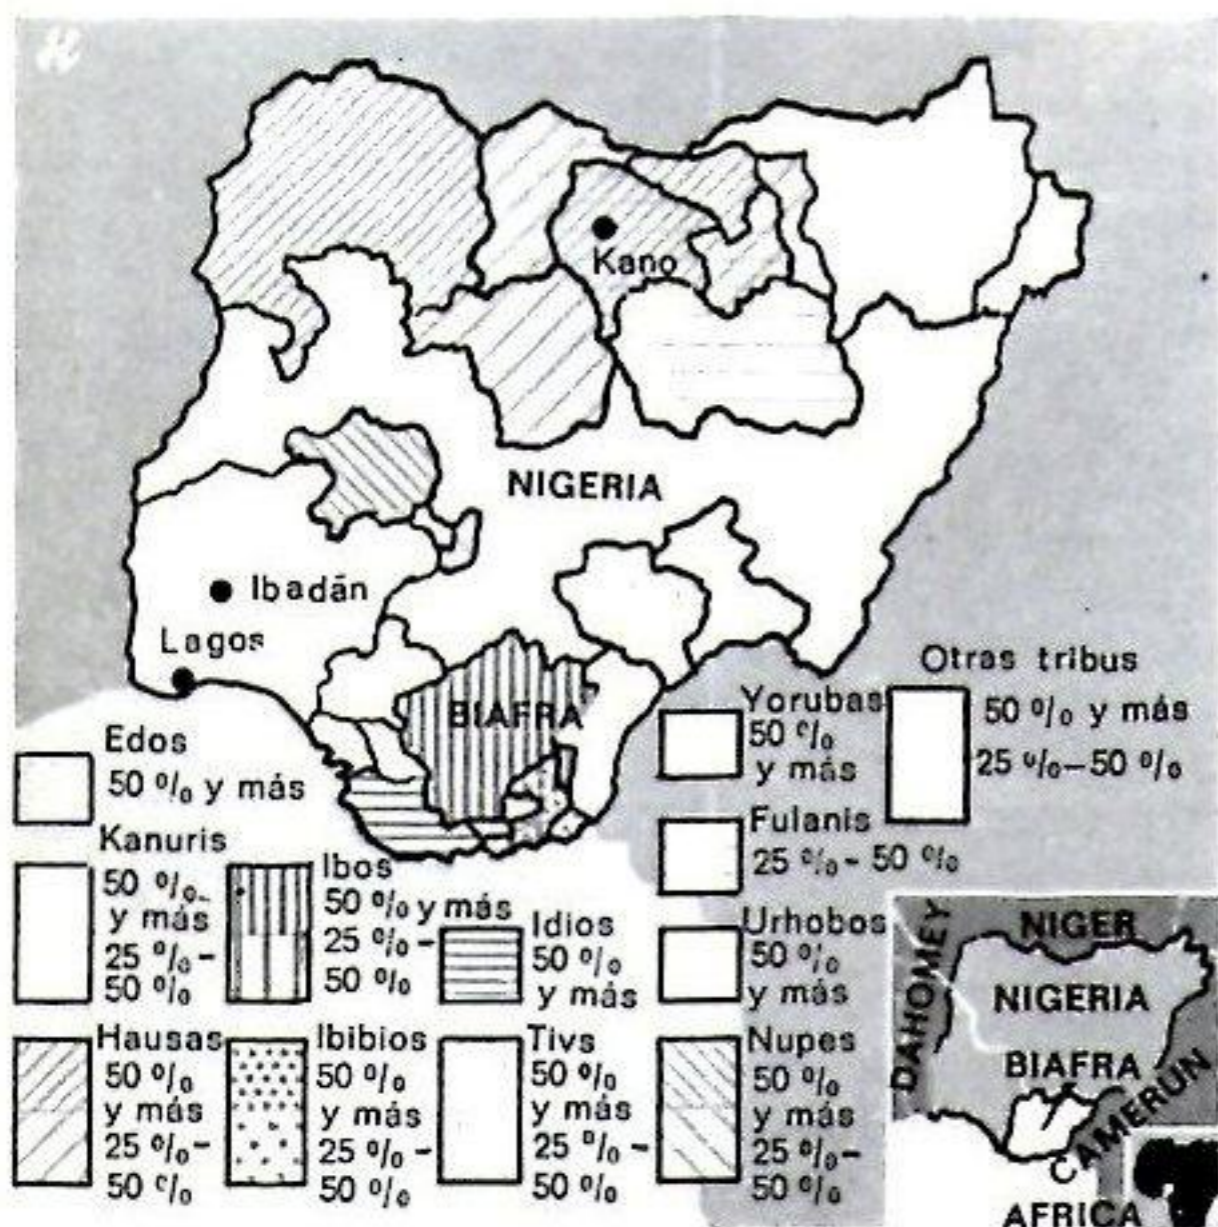 Kano
NIGERIA
Ibadán
Lagos
BIAFRA
Otras tribus
50 % y más
25 %-50 %
Yorubas
50 %
y más
Edos
50 % y más
Fulanis
25 %- 50 %
Kanuris
50 %-
y más
25 %-
50 %
Ibos
50 % y más
25 %-
50 %
Idios
50 %
y más
Urhobos
50 %
y más
Hausas
50 %
y más
25 %-
50 %
Ibibios
50 %
y más
25 %-
50 %
Tivs
50 %
y más
25 %-
50 %
Nupes
50 %
y más
25 %-
50 %
NIGER
DAHOMEY
NIGERIA
BIAFRA
CAMERUN
AFRICA